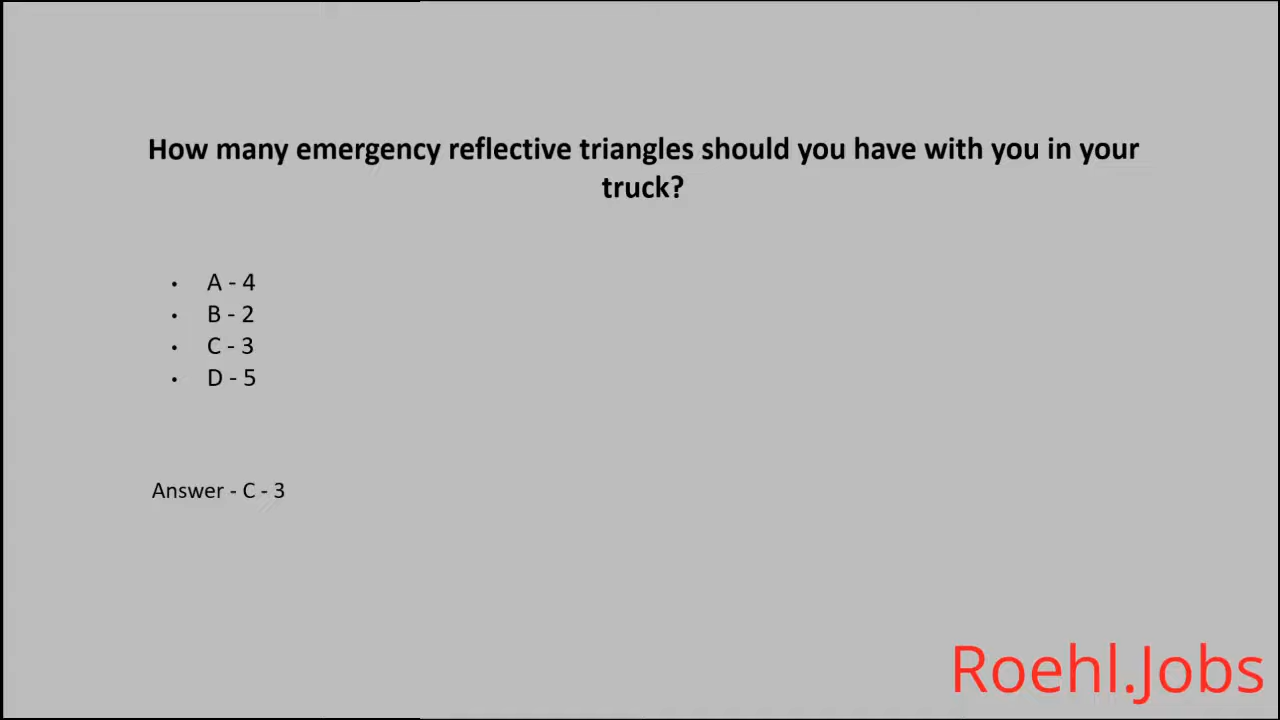 How many emergency reflective triangles should you have with you in your
truck?
• A - 4
• B - 2
• C - 3
• D - 5
Answer - C - 3
Roehl.Jobs